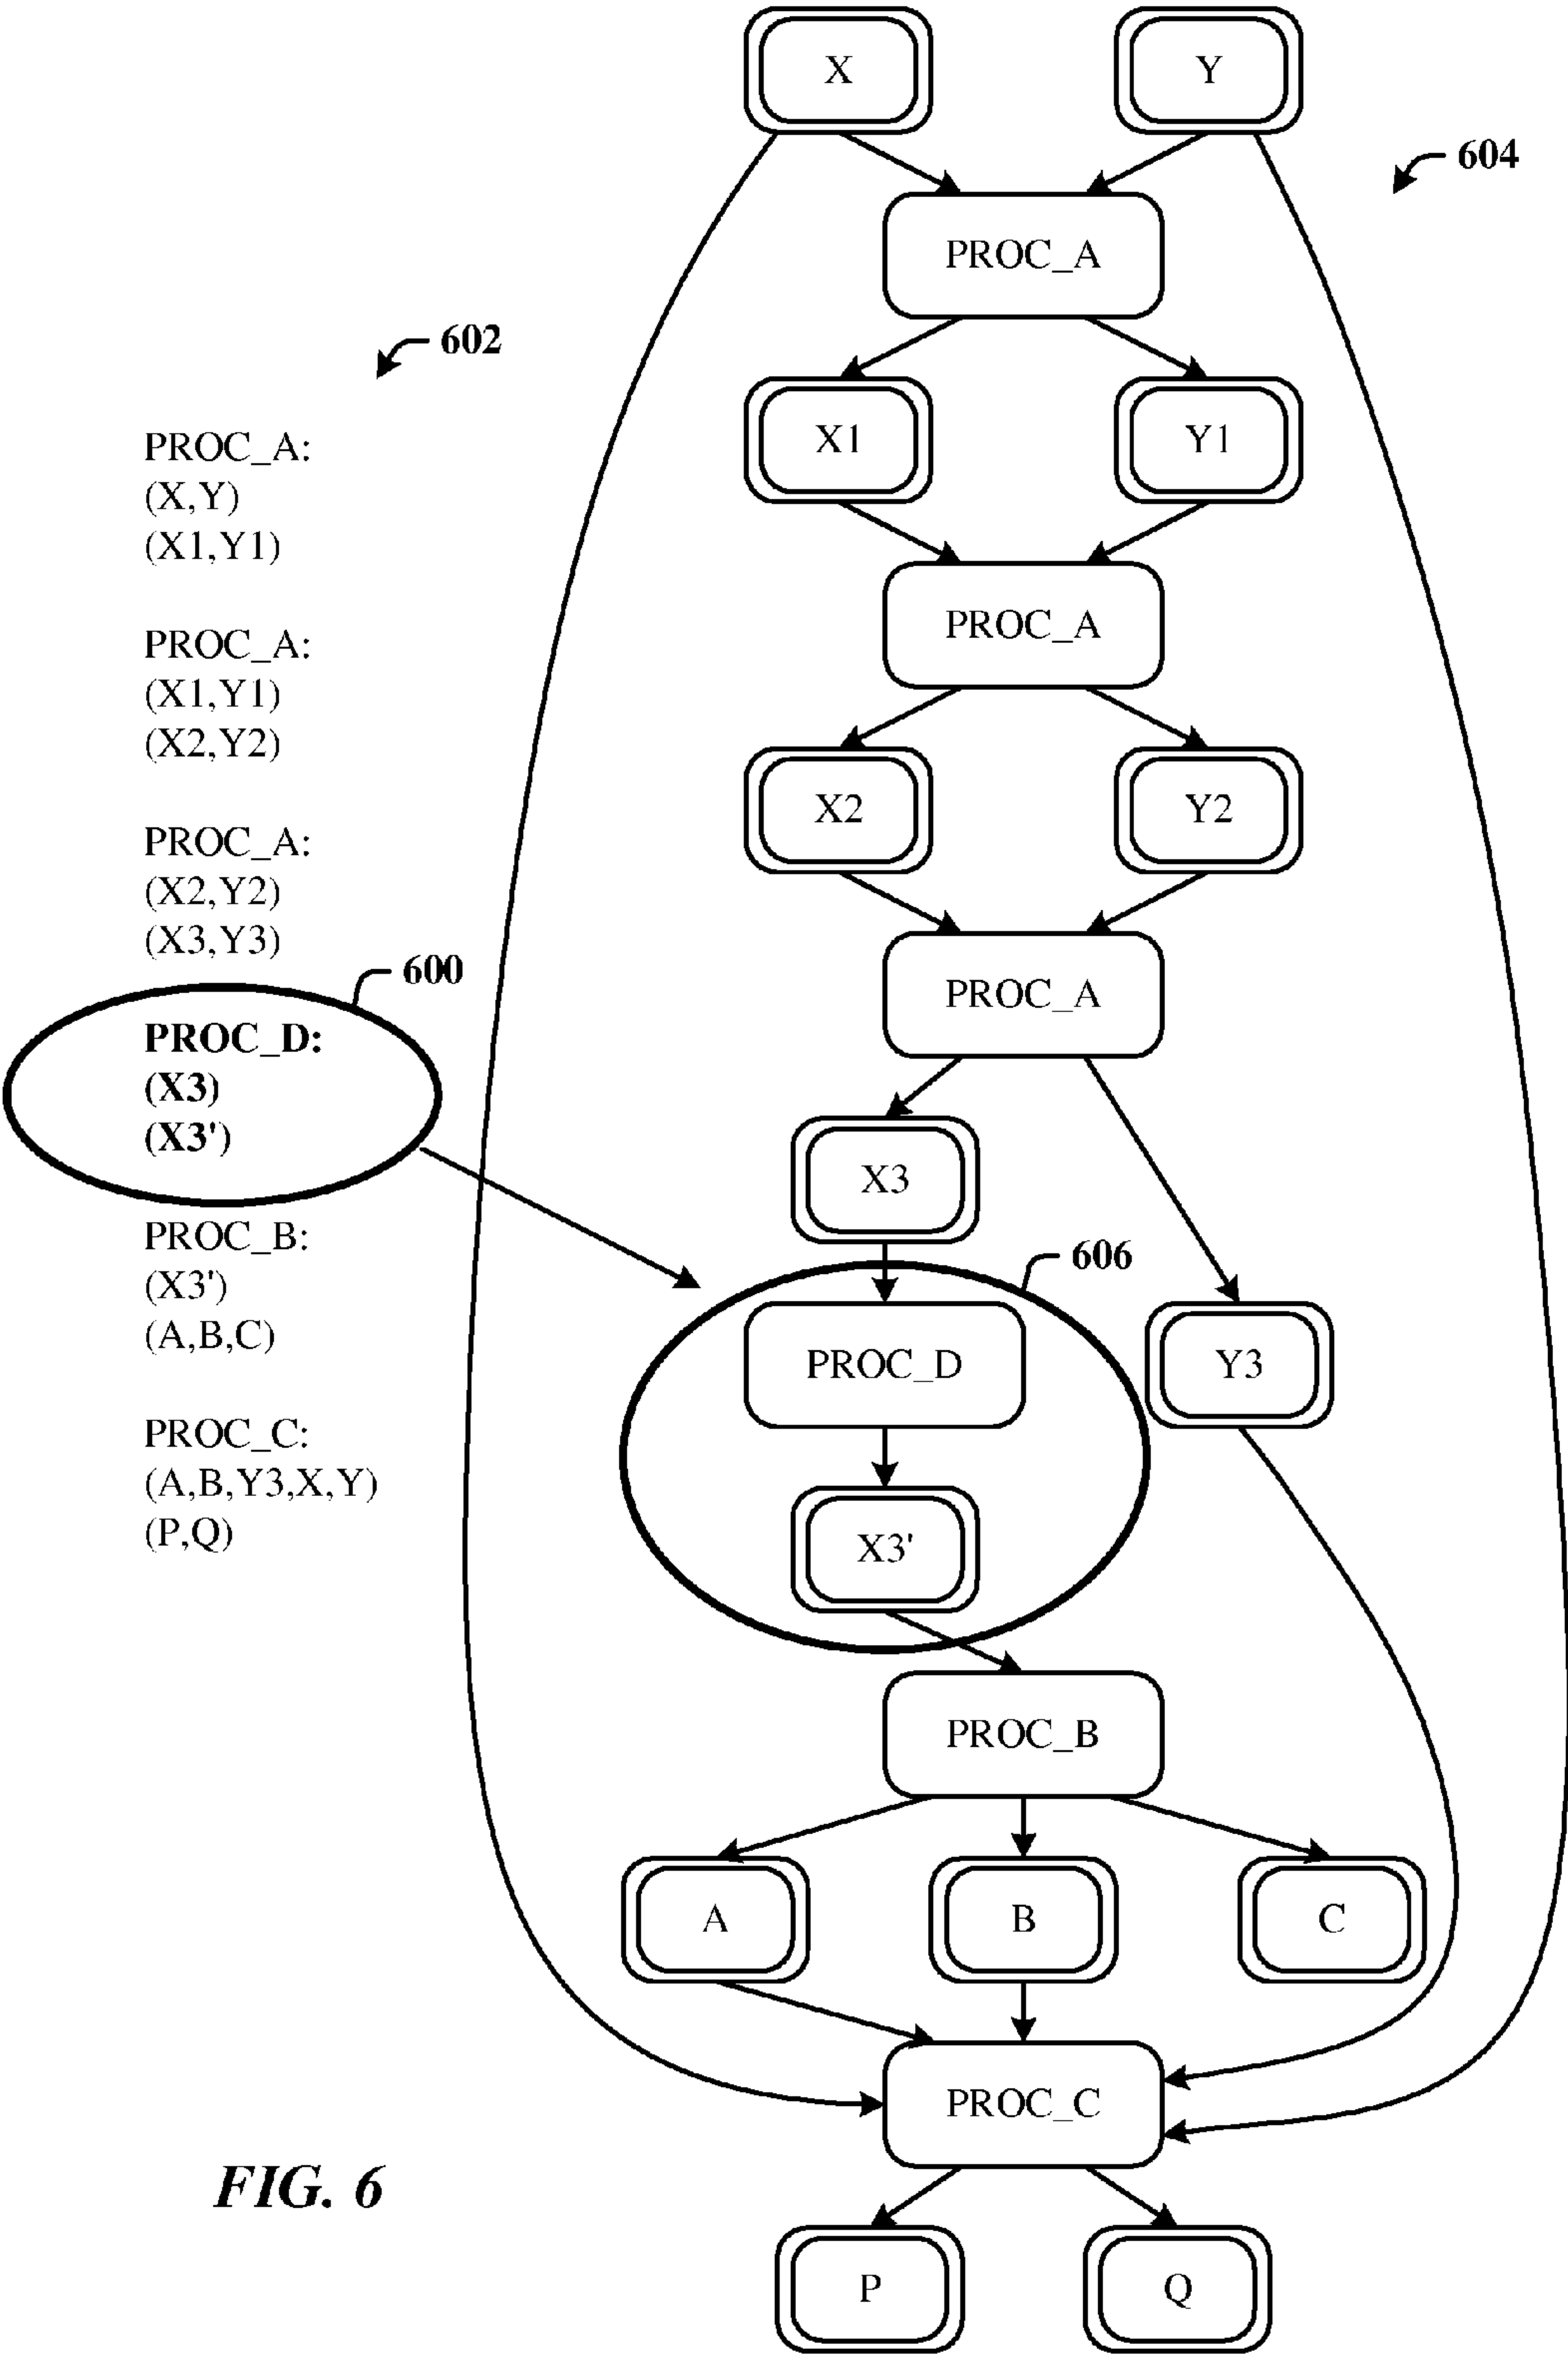 X
Y
604
PROC_A
602
X1
Y1
PROC_A:
(X,Y)
(X1,Y1)
PROC_A
PROC_A:
(X1,Y1)
(X2,Y2)
X2
Y2
PROC_A:
(X2,Y2)
(X3,Y3)
600
PROC_A
PROC_D:
(X3)
(X3')
X3
606
PROC_B:
(X3')
(A,B,C)
PROC_D
Y3
PROC_C:
(A,B,Y3,X,Y)
(P,Q)
X3'
PROC_B
A
B
C
PROC_C
FIG. 6
P
Q